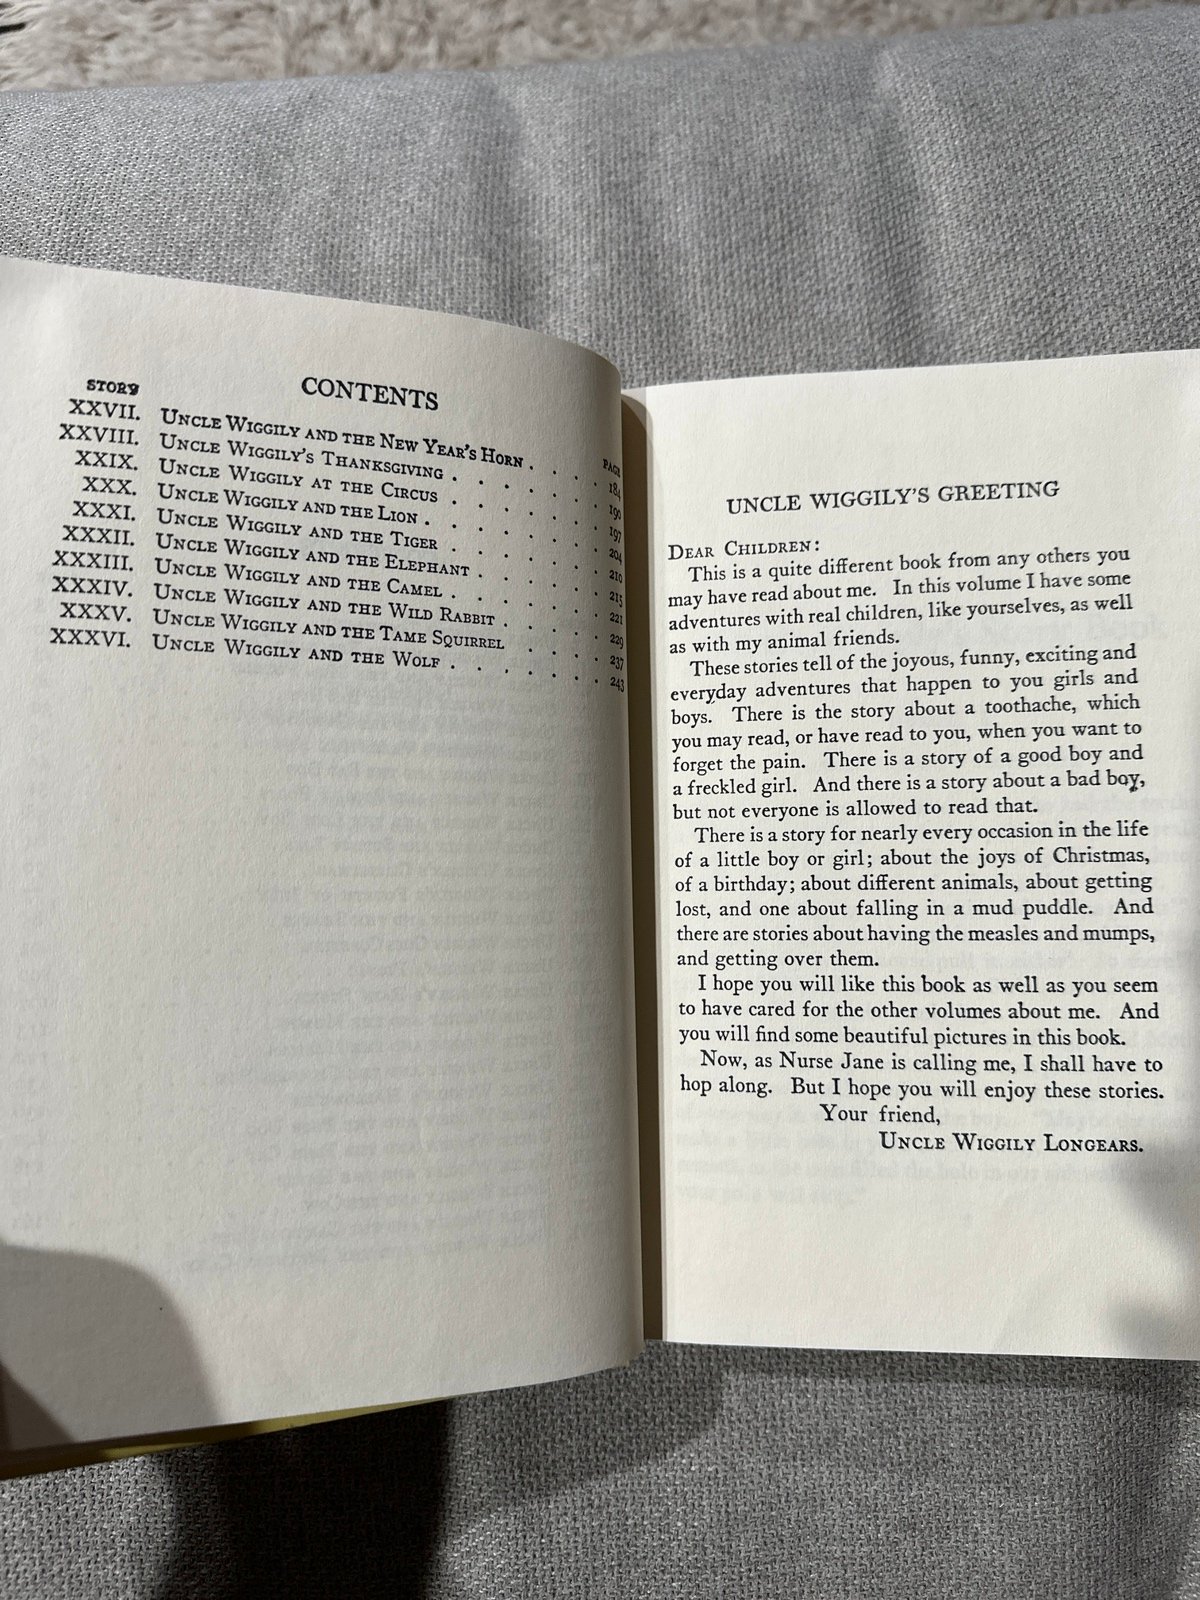 CONTENTS
STORY PAGE
XXVII. Uncle Wiggily and the New Year's Horn . . . . 184
XXVIII. Uncle Wiggily's Thanksgiving . . . . . . . 190
XXIX. Uncle Wiggily at the Circus . . . . . . . 197
XXX. Uncle Wiggily and the Lion . . . . . . . 204
XXXI. Uncle Wiggily and the Tiger . . . . . . . 210
XXXII. Uncle Wiggily and the Elephant . . . . . . 215
XXXIII. Uncle Wiggily and the Camel . . . . . . . 221
XXXIV. Uncle Wiggily and the Wild Rabbit . . . . . 229
XXXV. Uncle Wiggily and the Tame Squirrel . . . . 237
XXXVI. Uncle Wiggily and the Wolf . . . . . . . 243
UNCLE WIGGILY'S GREETING
Dear Children:
This is a quite different book from any others you
may have read about me. In this volume I have some
adventures with real children, like yourselves, as well
as with my animal friends.
These stories tell of the joyous, funny, exciting and
everyday adventures that happen to you girls and
boys. There is the story about a toothache, which
you may read, or have read to you, when you want to
forget the pain. There is a story of a good boy and
a freckled girl. And there is a story about a bad boy,
but not everyone is allowed to read that.
There is a story for nearly every occasion in the life
of a little boy or girl; about the joys of Christmas,
of a birthday; about different animals, about getting
lost, and one about falling in a mud puddle. And
there are stories about having the measles and mumps,
and getting over them.
I hope you will like this book as well as you seem
to have cared for the other volumes about me. And
you will find some beautiful pictures in this book.
Now, as Nurse Jane is calling me, I shall have to
hop along. But I hope you will enjoy these stories.
Your friend,
Uncle Wiggily Longears.